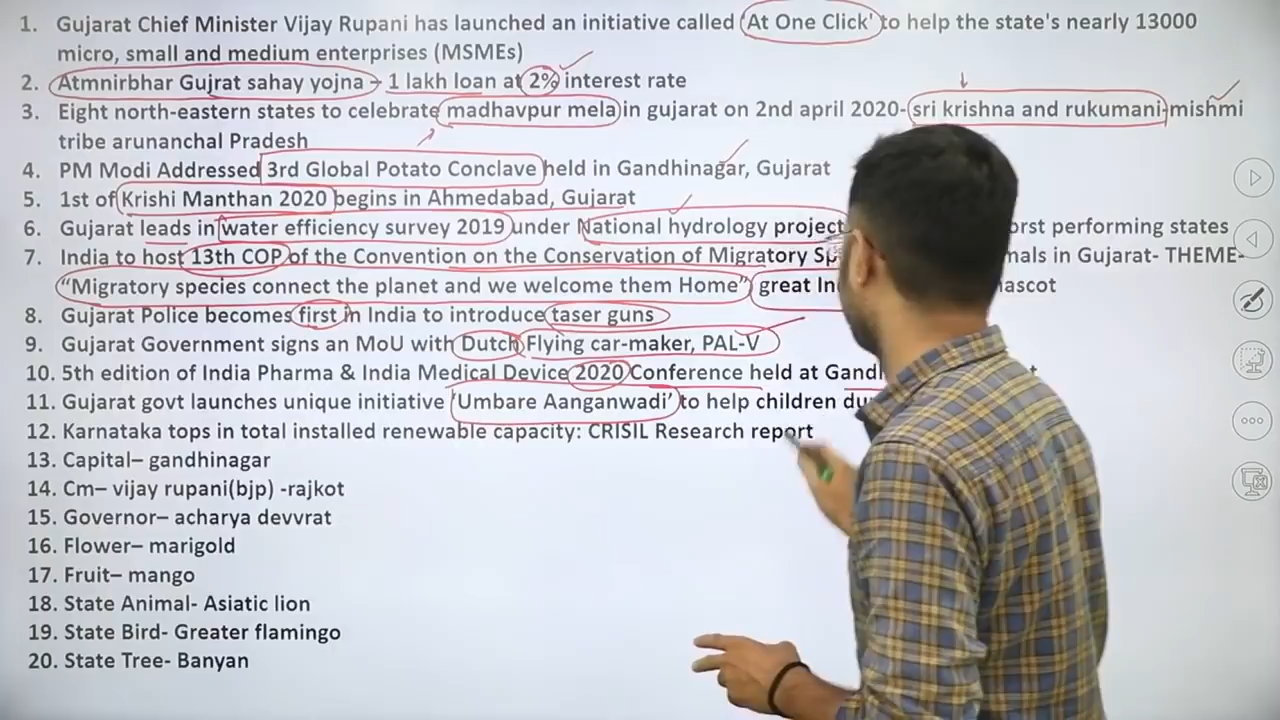 1. Gujarat Chief Minister Vijay Rupani has launched an initiative called 'At One Click' to help the state's nearly 13000
micro, small and medium enterprises (MSMEs)
2. Atmnirbhar Gujrat sahay yojna – 1 lakh loan at 2% interest rate
3. Eight north-eastern states to celebrate madhavpur mela in gujarat on 2nd april 2020- sri krishna and rukumani-mishmi
tribe arunanchal Pradesh
4. PM Modi Addressed 3rd Global Potato Conclave held in Gandhinagar, Gujarat
5. 1st of Krishi Manthan 2020 begins in Ahmedabad, Gujarat
6. Gujarat leads in water efficiency survey 2019 under National hydrology project performing states
7. India to host 13th COP of the Convention on the Conservation of Migratory in Gujarat- THEME-
"Migratory species connect the planet and we welcome them Home" great
8. Gujarat Police becomes first in India to introduce taser guns
9. Gujarat Government signs an MoU with Dutch Flying car-maker, PAL-V
10. 5th edition of India Pharma & India Medical Device 2020 Conference held at
11. Gujarat govt launches unique initiative 'Umbare Aanganwadi' to help children
12. Karnataka tops in total installed renewable capacity: CRISIL Research report
13. Capital– gandhinagar
14. Cm– vijay rupani(bjp) -rajkot
15. Governor– acharya devvrat
16. Flower– marigold
17. Fruit– mango
18. State Animal- Asiatic lion
19. State Bird- Greater flamingo
20. State Tree- Banyan